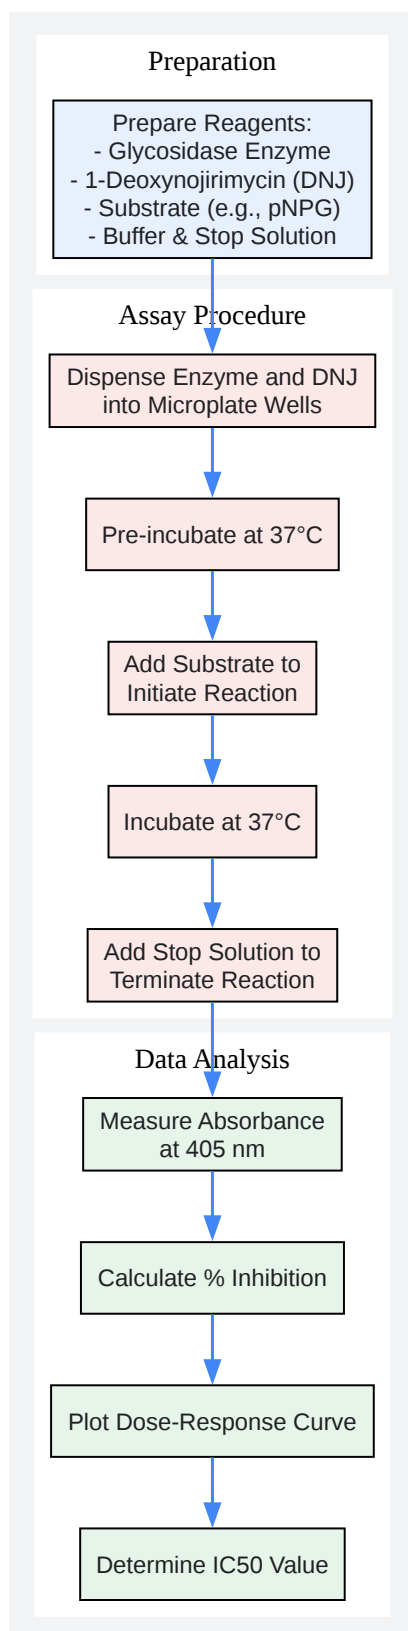 Preparation
Prepare Reagents:
- Glycosidase Enzyme
- 1-Deoxynojirimycin (DNJ)
- Substrate (e.g., pNPG)
- Buffer & Stop Solution
Assay Procedure
Dispense Enzyme and DNJ
into Microplate Wells
Pre-incubate at 37°C
Add Substrate to
Initiate Reaction
Incubate at 37°C
Add Stop Solution to
Terminate Reaction
Data Analysis
Measure Absorbance
at 405 nm
Calculate % Inhibition
Plot Dose-Response Curve
Determine IC50 Value